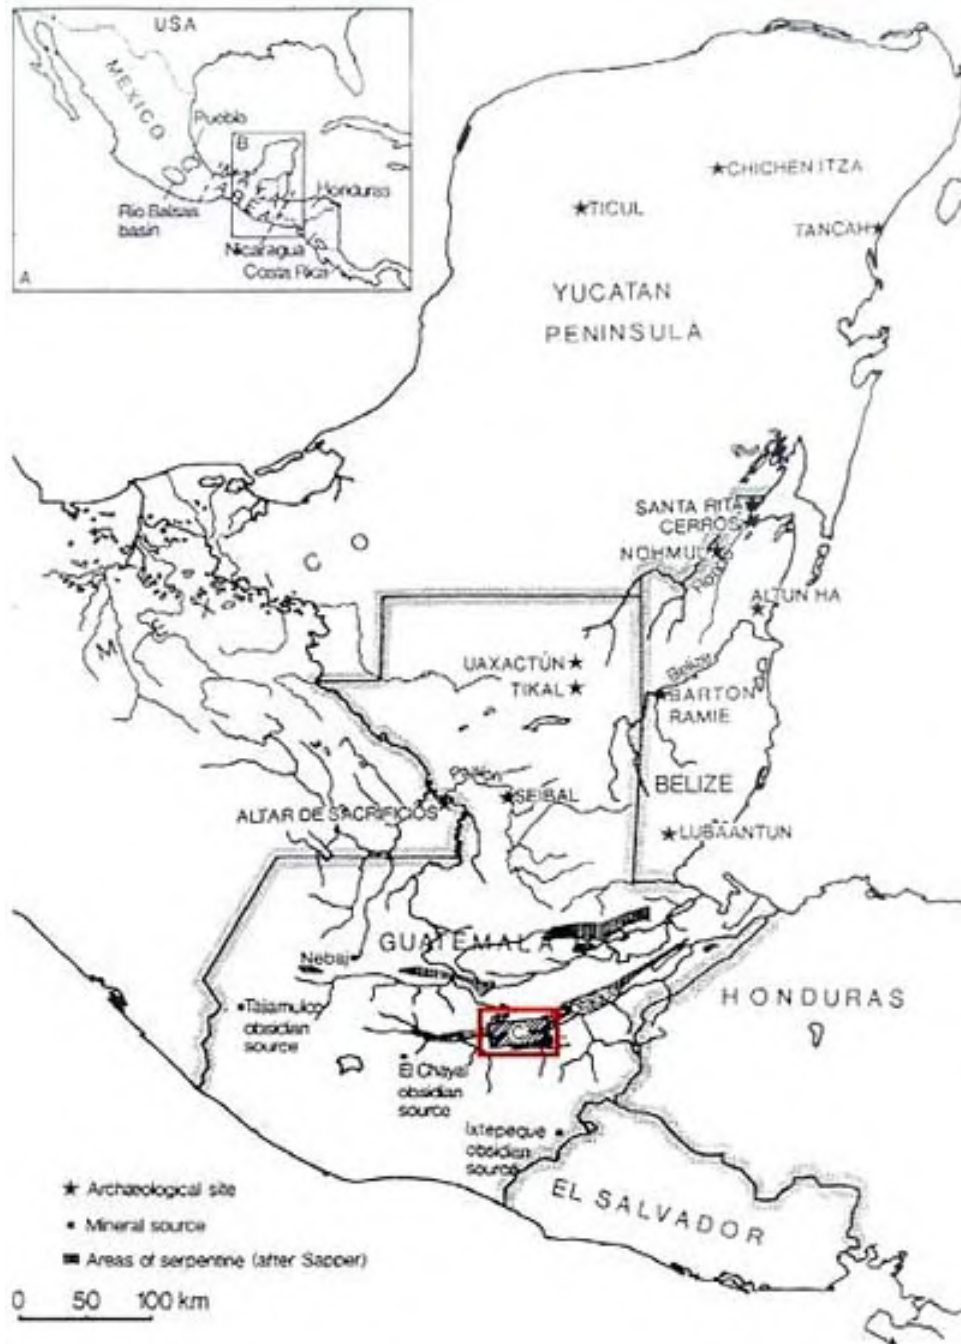 USA
MEXICO
Puebla
B
Rio Balsas
basin
Honduras
Nicaragua
Costa Rica
A
CHICHEN ITZA
TICUL
TANCAH
YUCATAN
PENINSULA
SANTA RITA
CERROS
NOHMUL
ALTUN HA
MEXICO
UAXACTÚN
TIKAL
Belize
BARTON
RAMIE
BELIZE
SEIBAL
ALTAR DE SACRIFICIOS
LUBAANTUN
GUATEMALA
Nebaj
HONDURAS
Tajamulco
obsidian
source
C
El Chayal
obsidian
source
Ixtepeque
obsidian
source
EL SALVADOR
Archaeological site
Mineral source
Areas of serpentine (after Sapper)
0 50 100 km